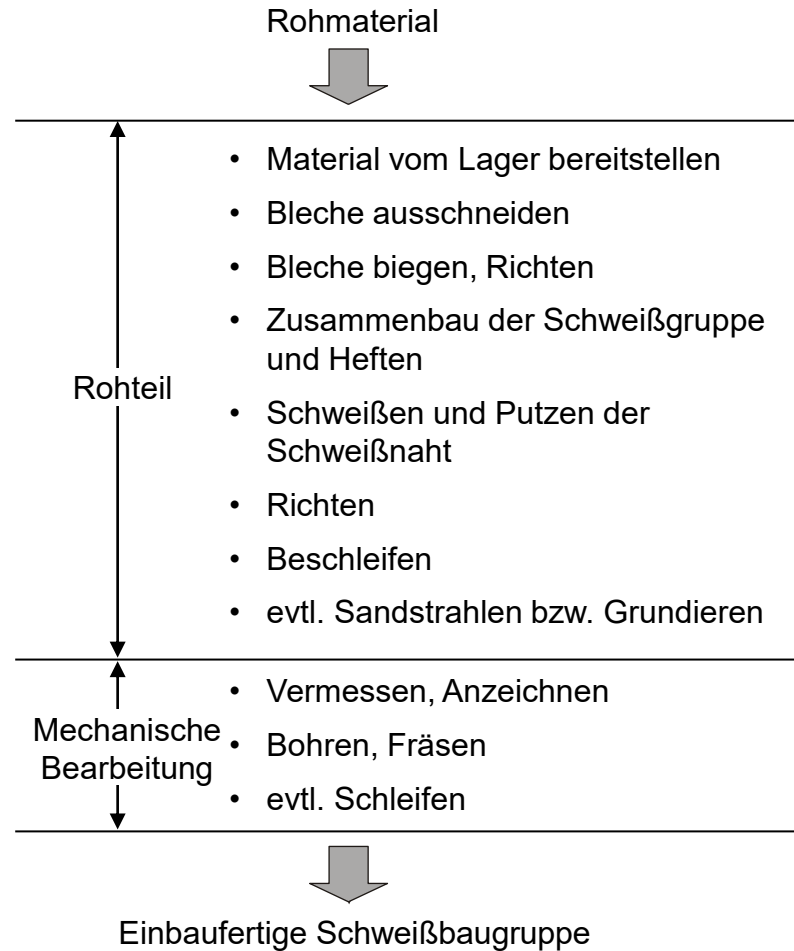 Rohmaterial
• Material vom Lager bereitstellen
• Bleche ausschneiden
• Bleche biegen, Richten
• Zusammenbau der Schweißgruppe
und Heften
Rohteil
• Schweißen und Putzen der
Schweißnaht
• Richten
• Beschleifen
• evtl. Sandstrahlen bzw. Grundieren
Mechanische
Bearbeitung
• Vermessen, Anzeichnen
• Bohren, Fräsen
• evtl. Schleifen
Einbaufertige Schweißbaugruppe